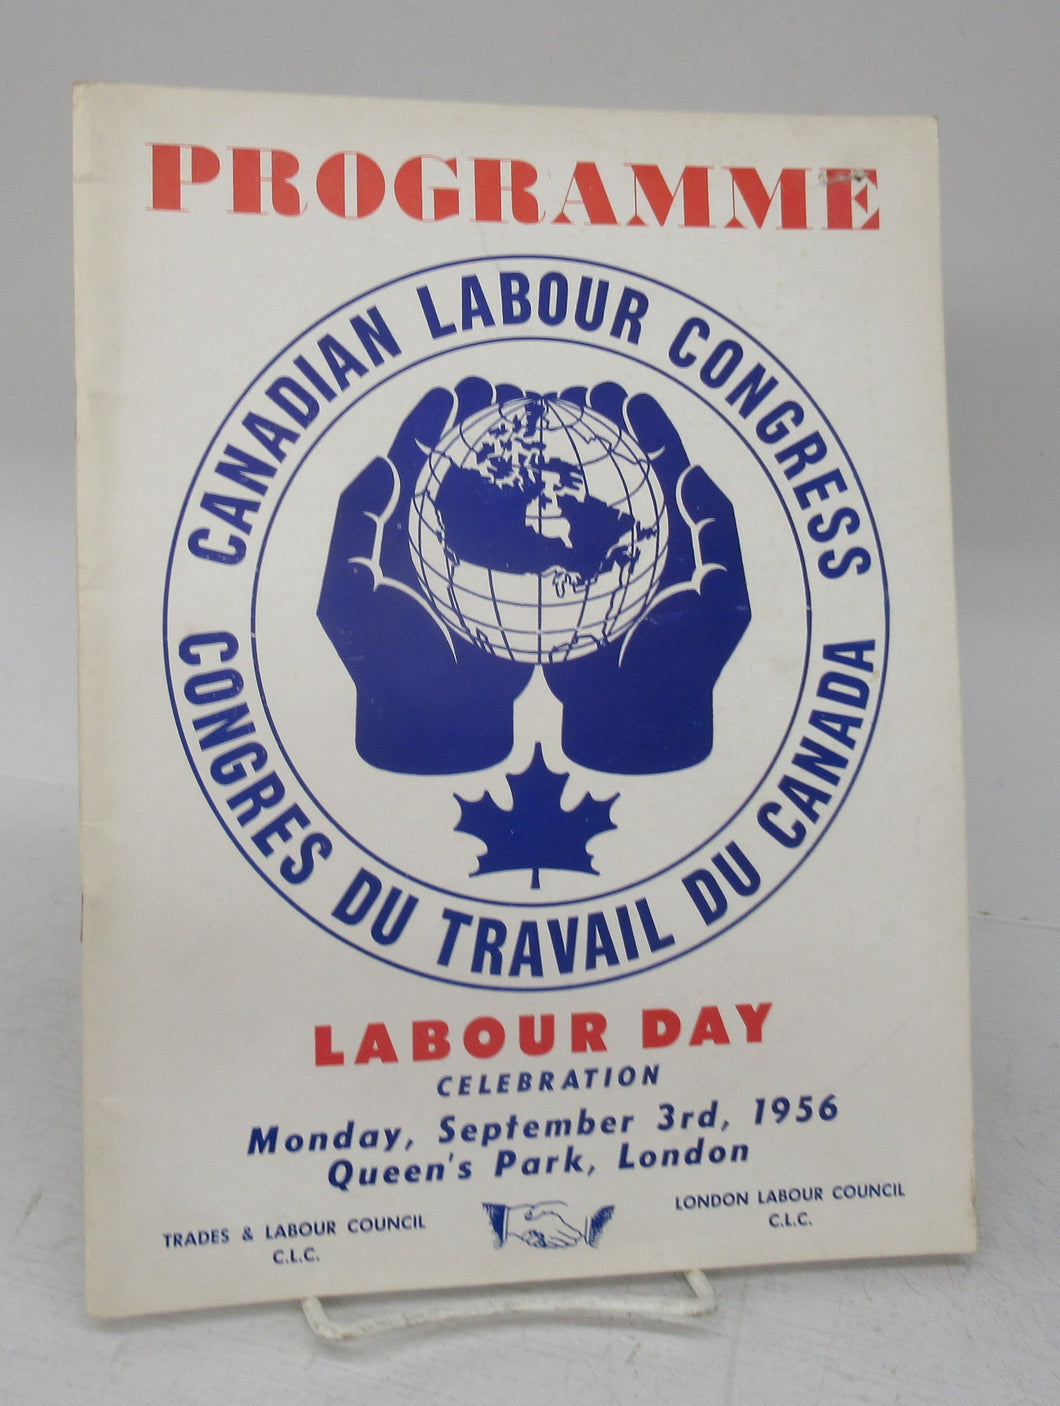 PROGRAMME
CANADIAN LABOUR CONGRESS
CONGRES DU TRAVAIL DU CANADA
LABOUR DAY
CELEBRATION
Monday, September 3rd, 1956
Queen's Park, London
TRADES & LABOUR COUNCIL
C.L.C.
LONDON LABOUR COUNCIL
C.L.C.